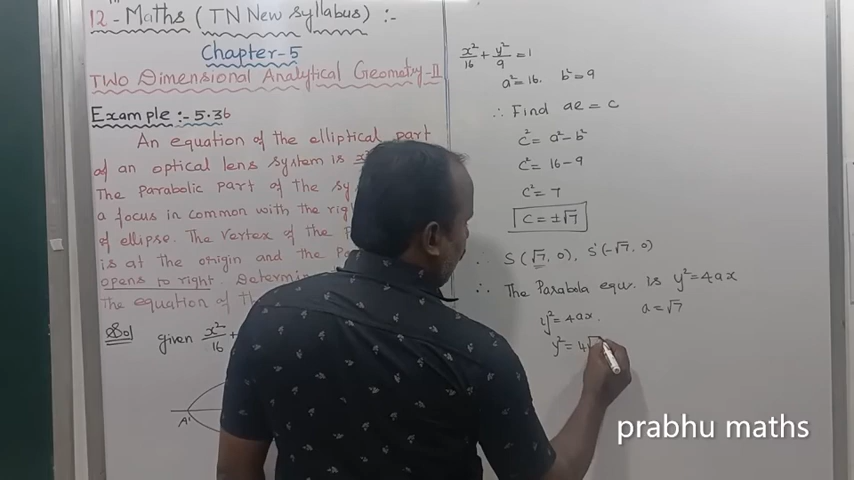 12th - Maths (TN New syllabus) :-
Chapter-5
TWO Dimensional Analytical Geometry-II
Example :- 5.36
An equation of the elliptical part
of an optical lens system is
The parabolic part of the
a focus in common with the
of ellipse. The vertex of the
is at the origin and the
opens to right.
The equation of
Sol given x²/16 +
A'
x²/16 + y²/9 = 1
a² = 16. b² = 9
∴ Find ae = c
c² = a² - b²
c² = 16 - 9
c² = 7
c = ±√7
S(√7, 0), S'(-√7, 0)
∴ The Parabola equ. is y² = 4ax
y² = 4ax. a = √7
y² = 4√7
prabhu maths